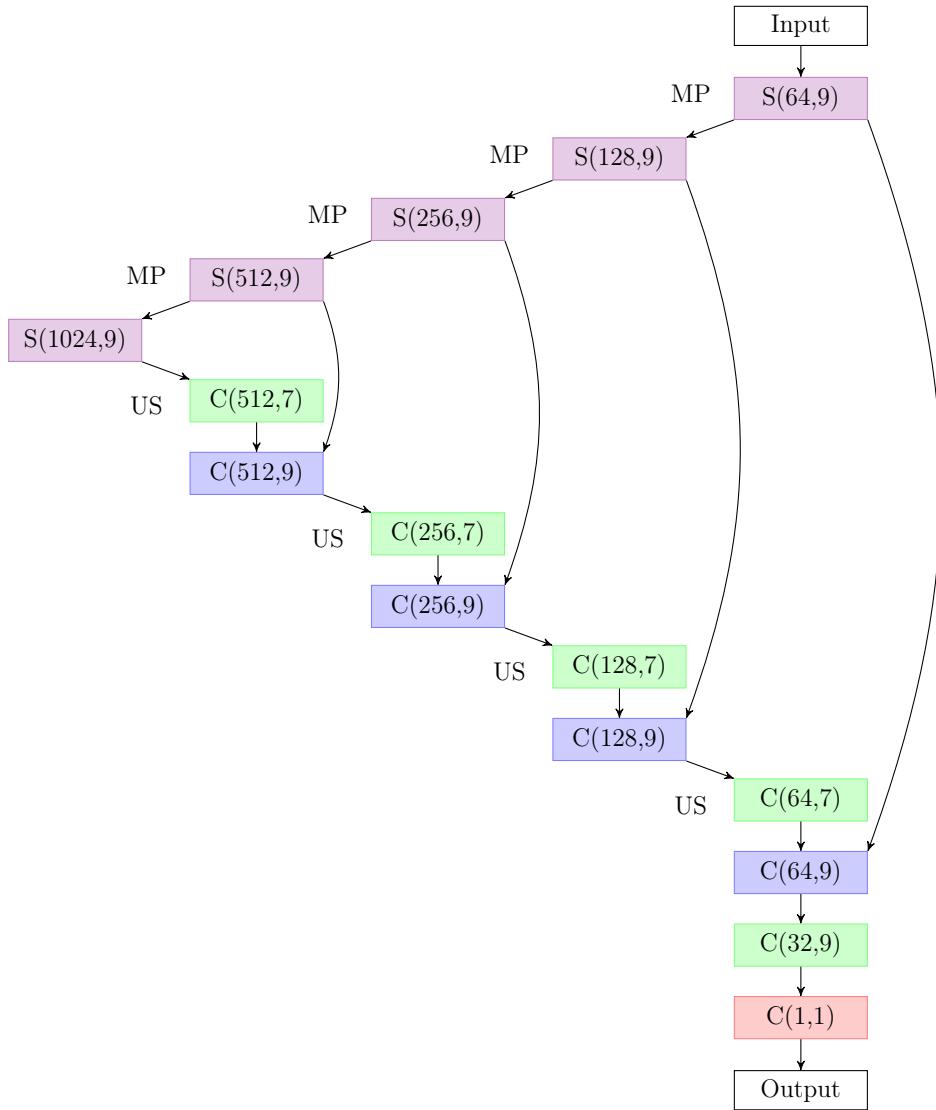 Input
MP
S(64,9)
MP
S(128,9)
MP
S(256,9)
MP
S(512,9)
S(1024,9)
US
C(512,7)
C(512,9)
US
C(256,7)
C(256,9)
US
C(128,7)
C(128,9)
US
C(64,7)
C(64,9)
C(32,9)
C(1,1)
Output